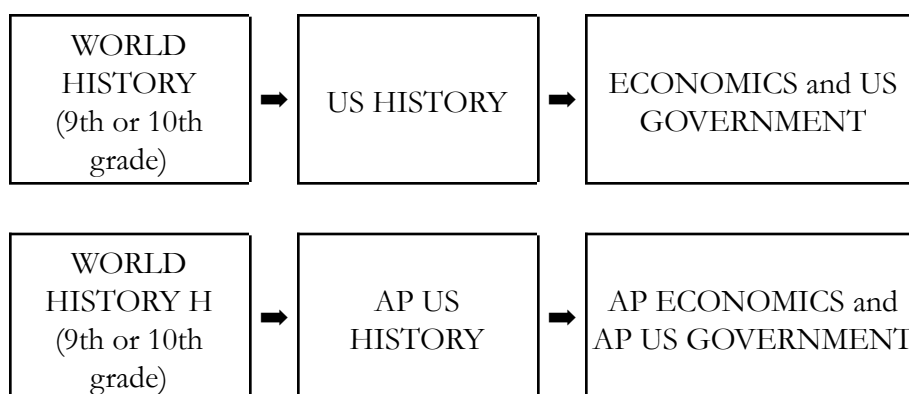 WORLD
HISTORY
(9th or 10th
grade)
US HISTORY
ECONOMICS and US
GOVERNMENT
WORLD
HISTORY H
(9th or 10th
grade)
AP US
HISTORY
AP ECONOMICS and
AP US GOVERNMENT